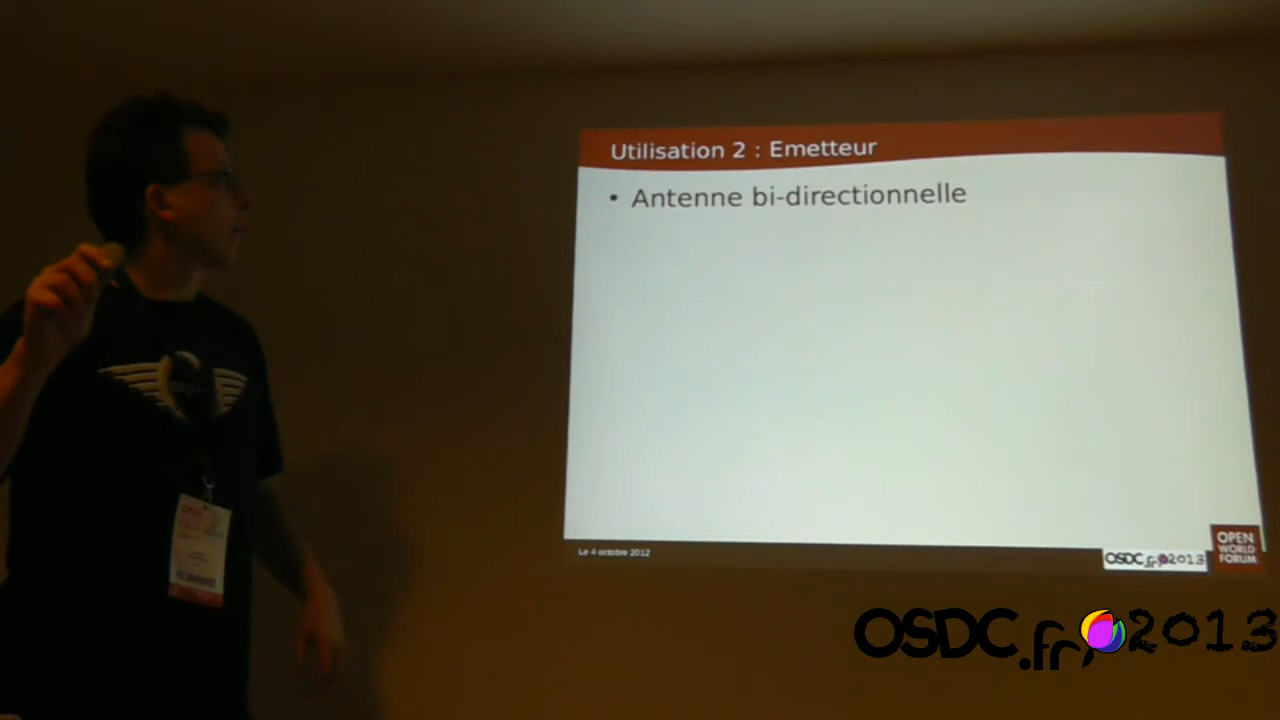 Utilisation 2 : Emetteur
• Antenne bi-directionnelle
Le 4 octobre 2012
OSDC.fr 2013
OPEN
WORLD
FORUM
OSDC.fr 2013